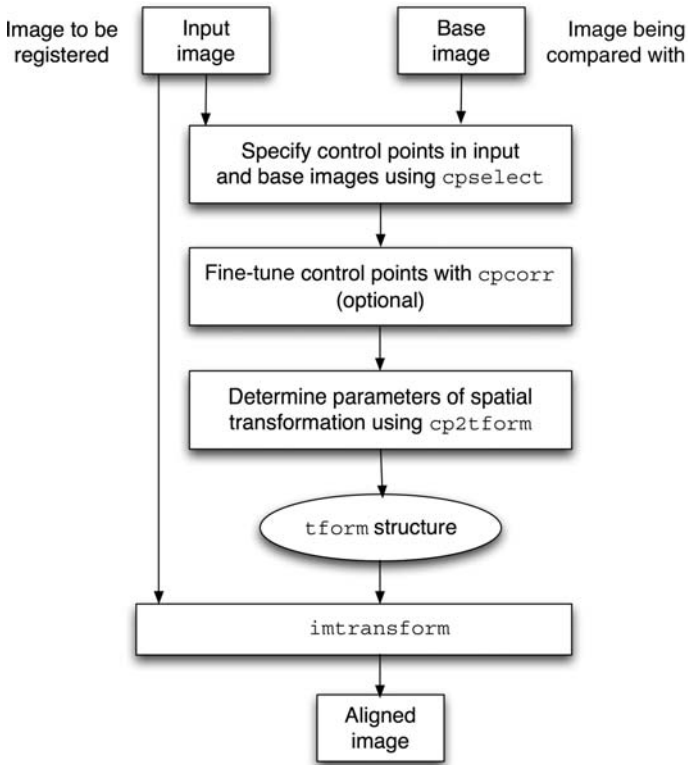 Image to be
registered
Input
image
Base
image
Image being
compared with
Specify control points in input
and base images using cpselect
Fine-tune control points with cpcorr
(optional)
Determine parameters of spatial
transformation using cp2tform
tform structure
imtransform
Aligned
image